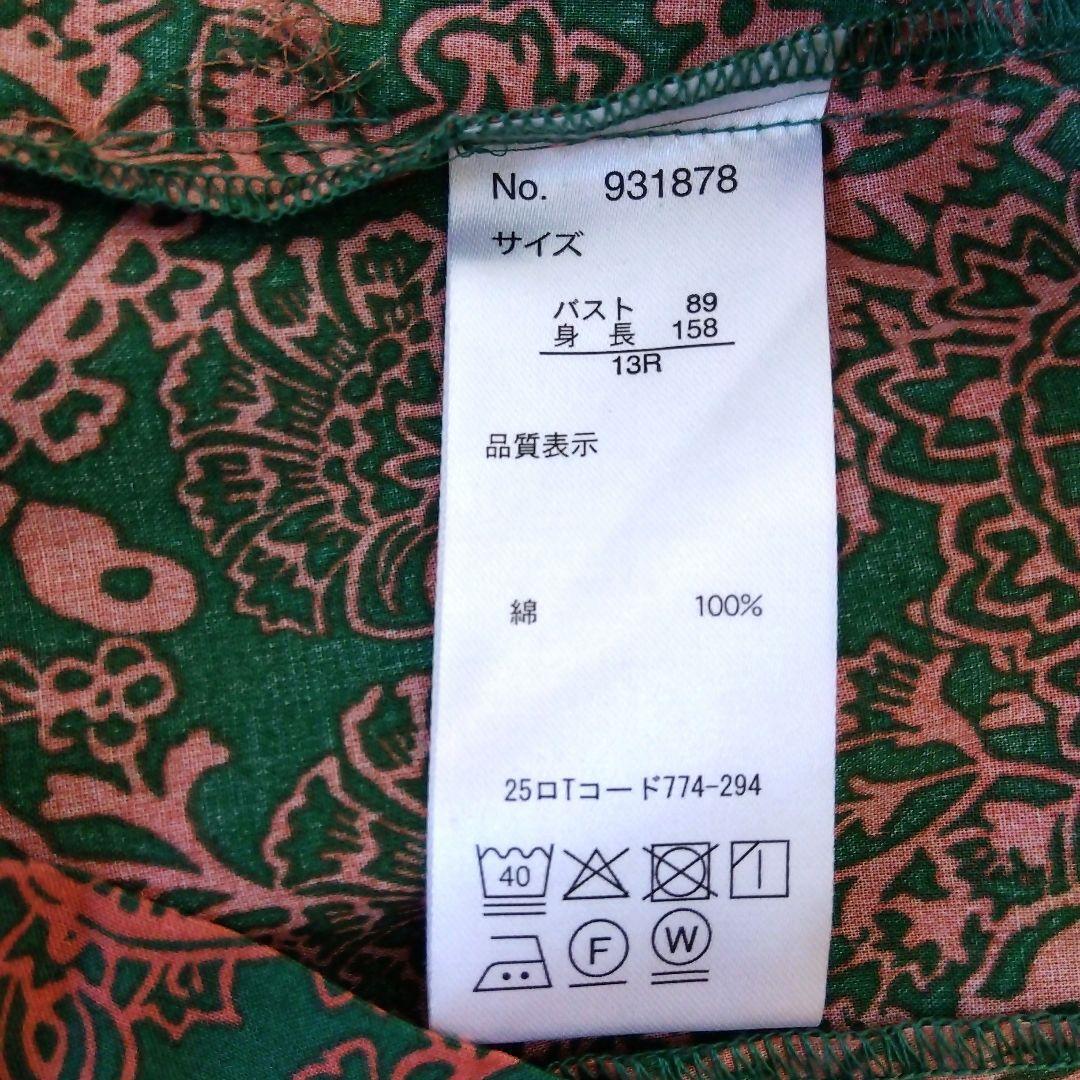 No. 931878
サイズ
バスト 89
身長 158
13R
品質表示
綿 100%
25ロTコード774-294
40
F W